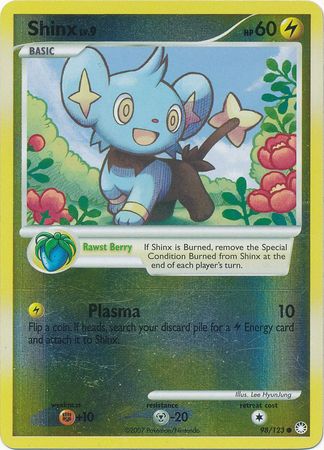 Shinx LV.9 HP 60
BASIC
Rawst Berry
If Shinx is Burned, remove the Special
Condition Burned from Shinx at the
end of each player's turn.
Plasma 10
Flip a coin. If heads, search your discard pile for a Energy card
and attach it to Shinx.
Illus. Lee HyunJung
weakness resistance retreat cost
+10 -20
©2007 Pokémon/Nintendo 98/123